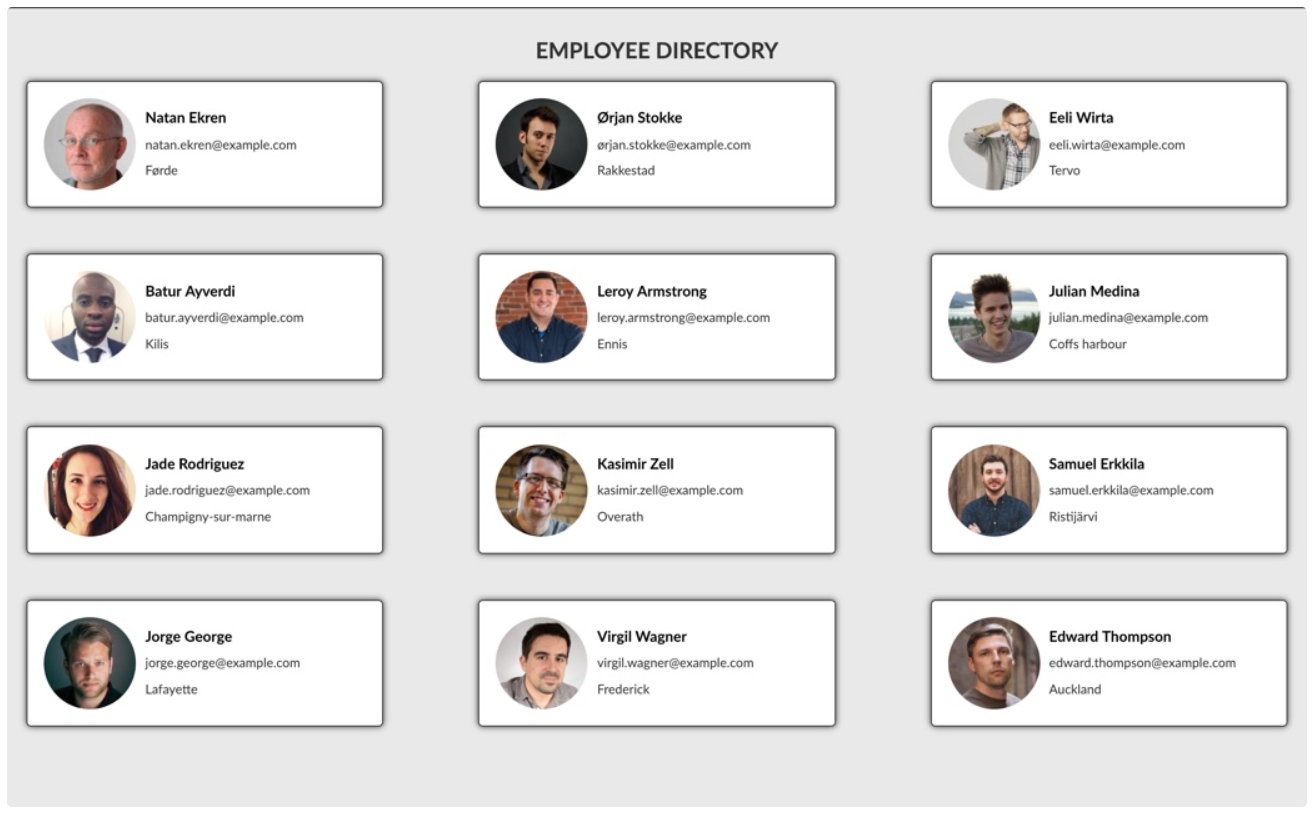 EMPLOYEE DIRECTORY
Natan Ekren
natan.ekren@example.com
Førde
Ørjan Stokke
ørjan.stokke@example.com
Rakkestad
Eeli Wirta
eeli.wirta@example.com
Tervo
Batur Ayverdi
batur.ayverdi@example.com
Kilis
Leroy Armstrong
leroy.armstrong@example.com
Ennis
Julian Medina
julian.medina@example.com
Coffs harbour
Jade Rodriguez
jade.rodriguez@example.com
Champigny-sur-marne
Kasimir Zell
kasimir.zell@example.com
Overath
Samuel Erkkila
samuel.erkkila@example.com
Ristijärvi
Jorge George
jorge.george@example.com
Lafayette
Virgil Wagner
virgil.wagner@example.com
Frederick
Edward Thompson
edward.thompson@example.com
Auckland